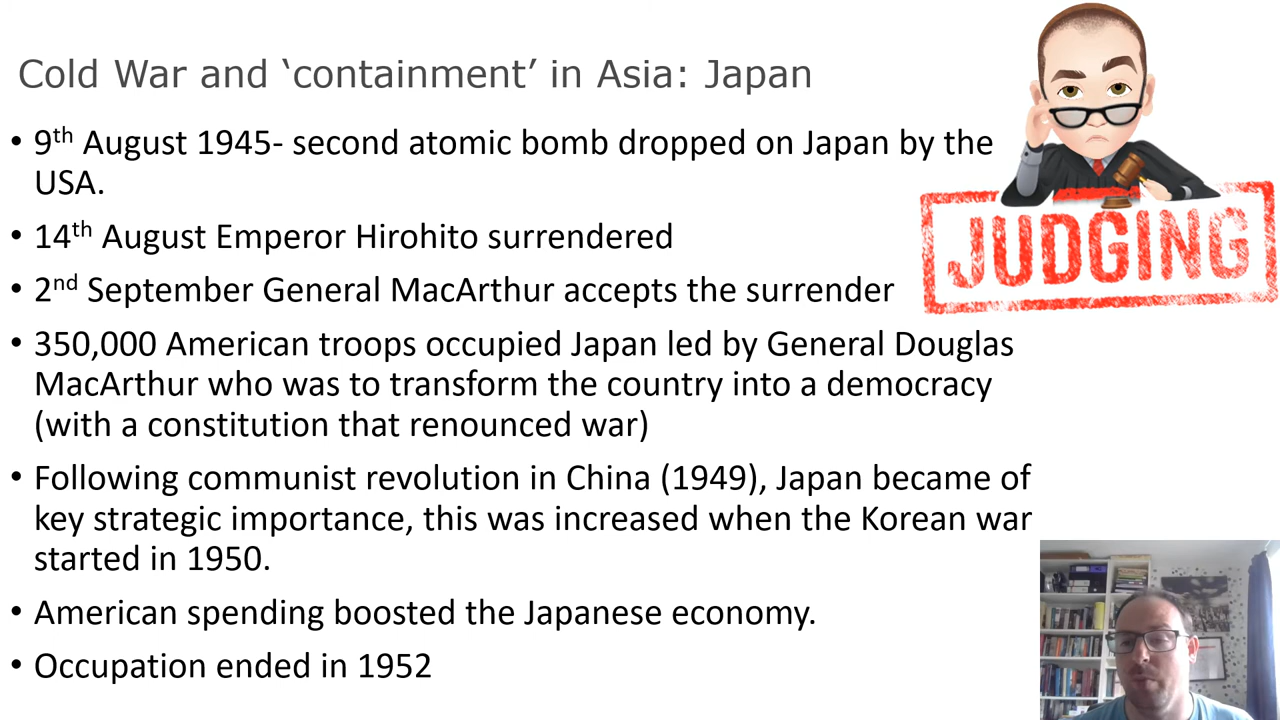 Cold War and ‘containment’ in Asia: Japan
• 9th August 1945- second atomic bomb dropped on Japan by the
USA.
• 14th August Emperor Hirohito surrendered
• 2nd September General MacArthur accepts the surrender
• 350,000 American troops occupied Japan led by General Douglas
MacArthur who was to transform the country into a democracy
(with a constitution that renounced war)
• Following communist revolution in China (1949), Japan became of
key strategic importance, this was increased when the Korean war
started in 1950.
• American spending boosted the Japanese economy.
• Occupation ended in 1952
JUDGING